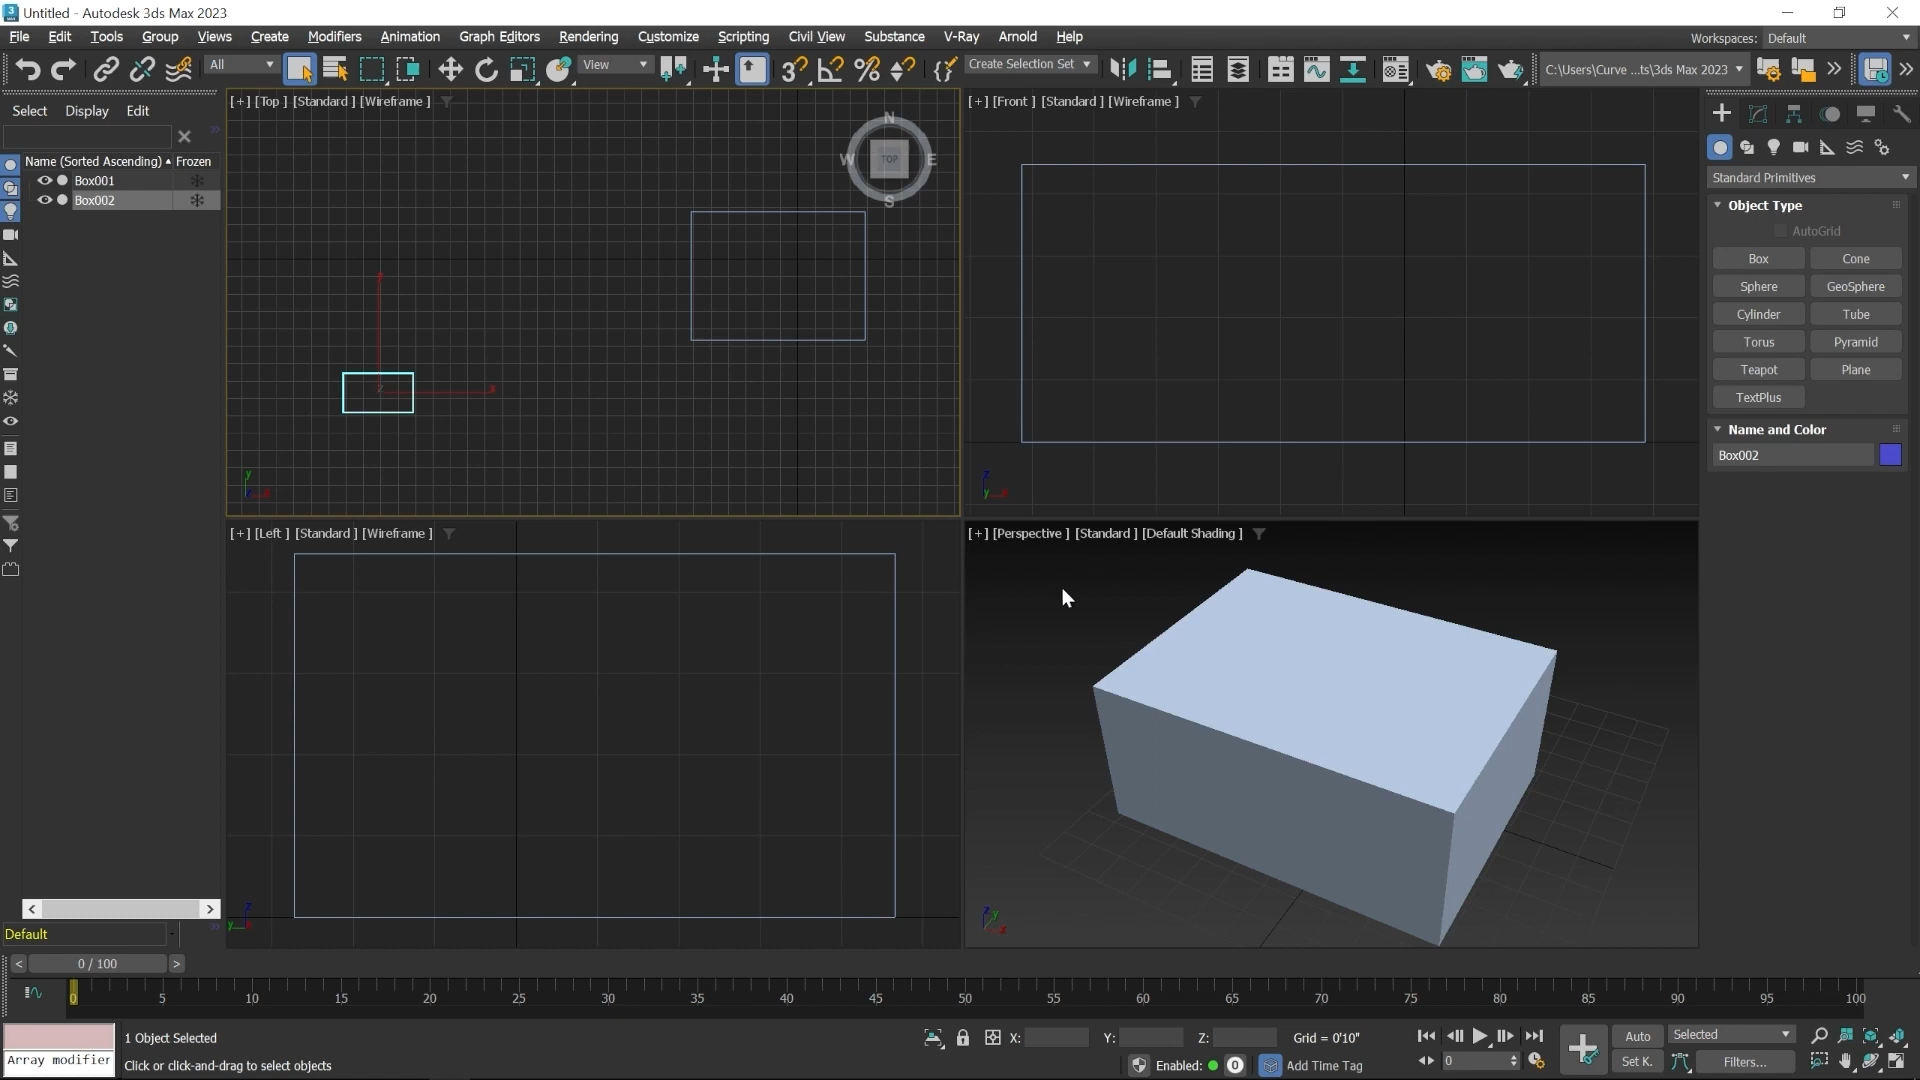 Untitled - Autodesk 3ds Max 2023
File Edit Tools Group Views Create Modifiers Animation Graph Editors Rendering Customize Scripting Civil View Substance V-Ray Arnold Help
Workspaces: Default
All
View
Create Selection Set
C:\Users\Curve ...ts\3ds Max 2023
Select Display Edit
Name (Sorted Ascending) Frozen
Box001
Box002
[+] [Top ] [Standard ] [Wireframe ]
N
W TOP E
S
x
z
y
[+] [Front ] [Standard ] [Wireframe ]
z
y
[+] [Left ] [Standard ] [Wireframe ]
z
y
[+] [Perspective ] [Standard ] [Default Shading ]
z
y
x
Standard Primitives
Object Type
AutoGrid
Box Cone
Sphere GeoSphere
Cylinder Tube
Torus Pyramid
Teapot Plane
TextPlus
Name and Color
Box002
Default
< 0 / 100 >
0 5 10 15 20 25 30 35 40 45 50 55 60 65 70 75 80 85 90 95 100
1 Object Selected
X: Y: Z: Grid = 0'10"
Auto Selected
Array modifier
Click or click-and-drag to select objects
Enabled: 0 Add Time Tag
0
Set K. Filters...